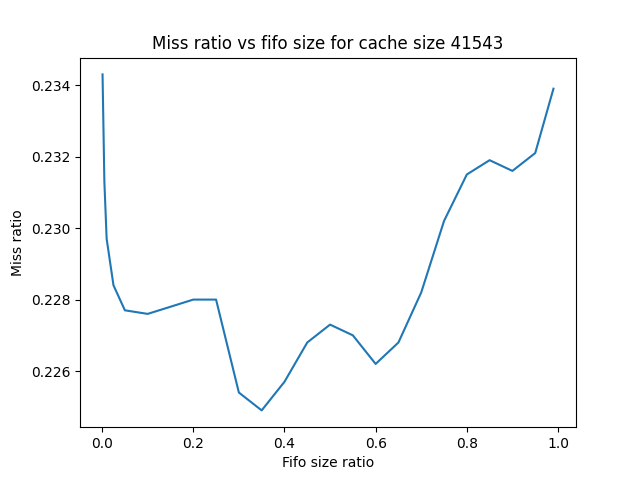 Miss ratio vs fifo size for cache size 41543
0.234
0.232
0.230
0.228
0.226
Miss ratio
0.0 0.2 0.4 0.6 0.8 1.0
Fifo size ratio